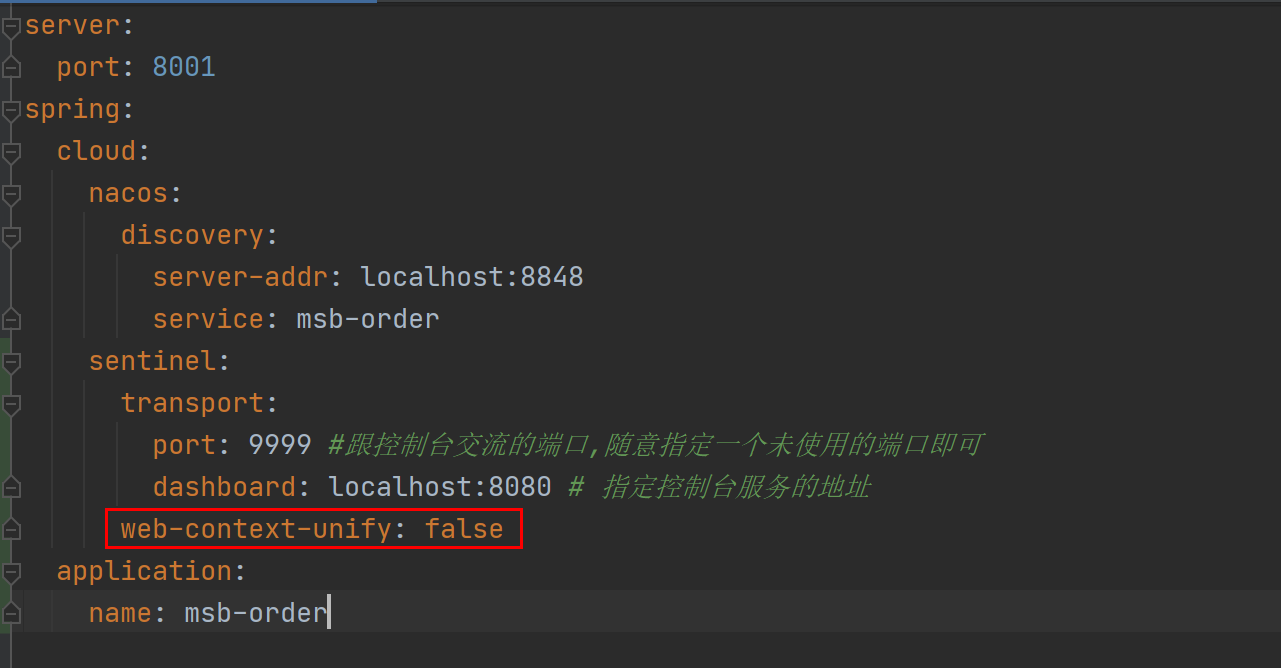 server:
  port: 8001
spring:
  cloud:
    nacos:
      discovery:
        server-addr: localhost:8848
        service: msb-order
    sentinel:
      transport:
        port: 9999 #跟控制台交流的端口,随意指定一个未使用的端口即可
        dashboard: localhost:8080 # 指定控制台服务的地址
      web-context-unify: false
  application:
    name: msb-order